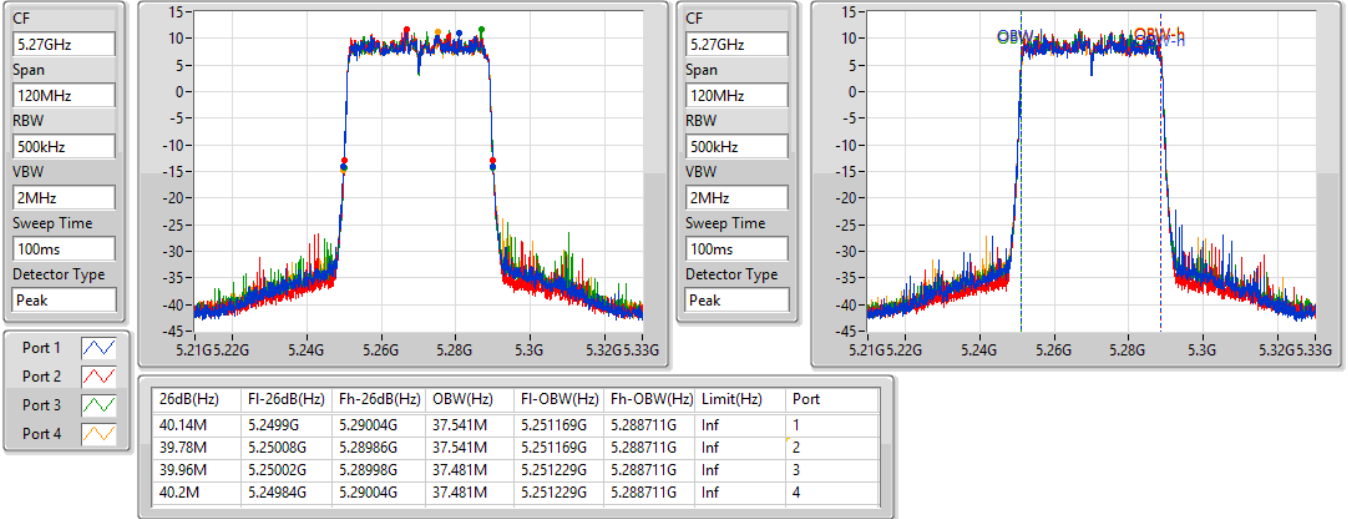 CF
5.27GHz
Span
120MHz
RBW
500kHz
VBW
2MHz
Sweep Time
100ms
Detector Type
Peak
15
10
5
0
-5
-10
-15
-20
-25
-30
-35
-40
-45
5.21G 5.22G 5.24G 5.26G 5.28G 5.3G 5.32G 5.33G
CF
5.27GHz
Span
120MHz
RBW
500kHz
VBW
2MHz
Sweep Time
100ms
Detector Type
Peak
15
10
5
0
-5
-10
-15
-20
-25
-30
-35
-40
-45
OBW OBW-h
5.21G 5.22G 5.24G 5.26G 5.28G 5.3G 5.32G 5.33G
Port 1
Port 2
Port 3
Port 4
26dB(Hz) Fl-26dB(Hz) Fh-26dB(Hz) OBW(Hz) Fl-OBW(Hz) Fh-OBW(Hz) Limit(Hz) Port
40.14M 5.2499G 5.29004G 37.541M 5.251169G 5.288711G Inf 1
39.78M 5.25008G 5.28986G 37.541M 5.251169G 5.288711G Inf 2
39.96M 5.25002G 5.28998G 37.481M 5.251229G 5.288711G Inf 3
40.2M 5.24984G 5.29004G 37.481M 5.251229G 5.288711G Inf 4